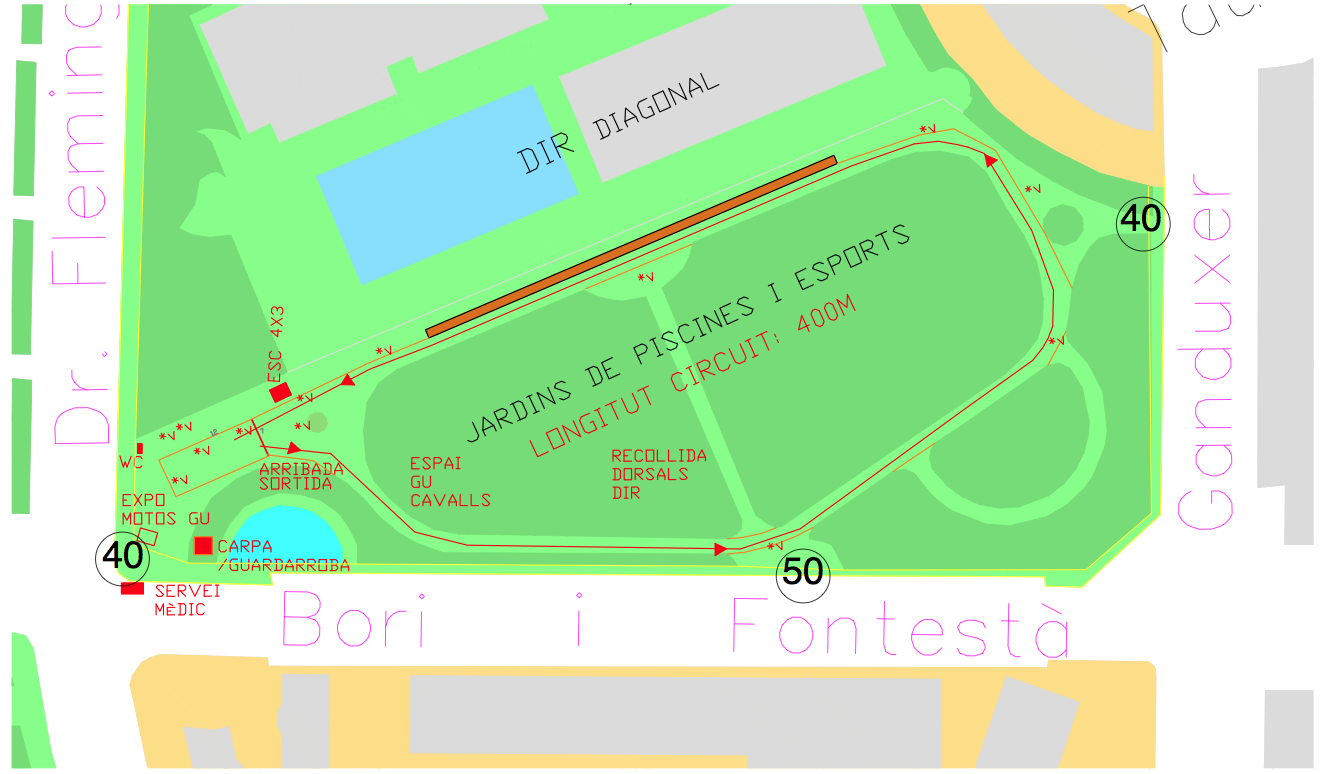 Dr. Fleming
DIR DIAGONAL
*V
*V
40
Ganduxer
*V
JARDINS DE PISCINES I ESPORTS
LONGITUT CIRCUIT: 400M
ESC 4X3
*V
*V
*V
*V
*V
12
*V
*V
*V
*V
WC
ARRIBADA
SORTIDA
ESPAI
GU
CAVALLS
RECOLLIDA
DORSALS
DIR
EXPO
MOTOS GU
CARPA
/GUARDARROBA
40
*V
50
SERVEI
MÈDIC
Bori i Fontestà